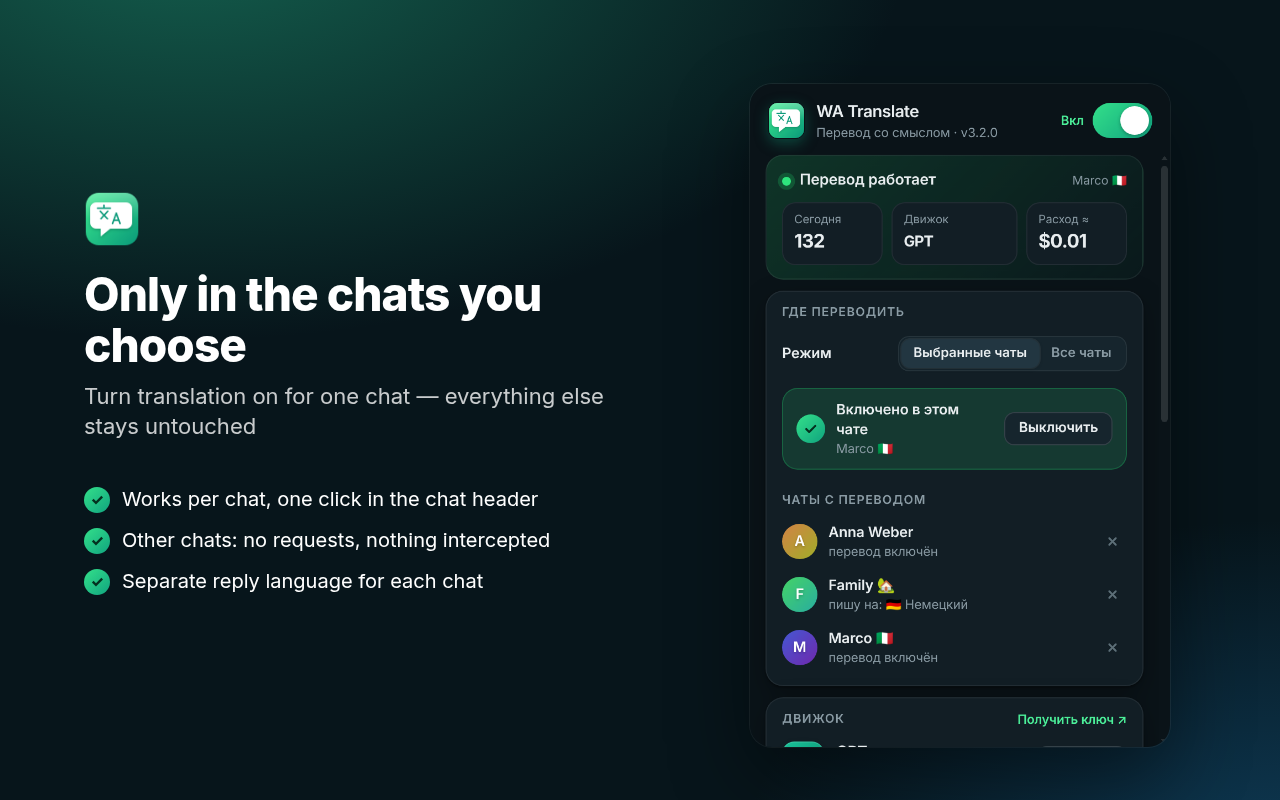 Only in the chats you
choose
Turn translation on for one chat — everything else
stays untouched
Works per chat, one click in the chat header
Other chats: no requests, nothing intercepted
Separate reply language for each chat
WA Translate
Перевод со смыслом · v3.2.0
Вкл
Перевод работает
Marco 🇮🇹
Сегодня
132
Движок
GPT
Расход ≈
$0.01
ГДЕ ПЕРЕВОДИТЬ
Режим
Выбранные чаты
Все чаты
Включено в этом
чате
Marco 🇮🇹
Выключить
ЧАТЫ С ПЕРЕВОДОМ
A
Anna Weber
перевод включён
F
Family 🏡
пишу на: 🇩🇪 Немецкий
M
Marco 🇮🇹
перевод включён
ДВИЖОК
Получить ключ ↗